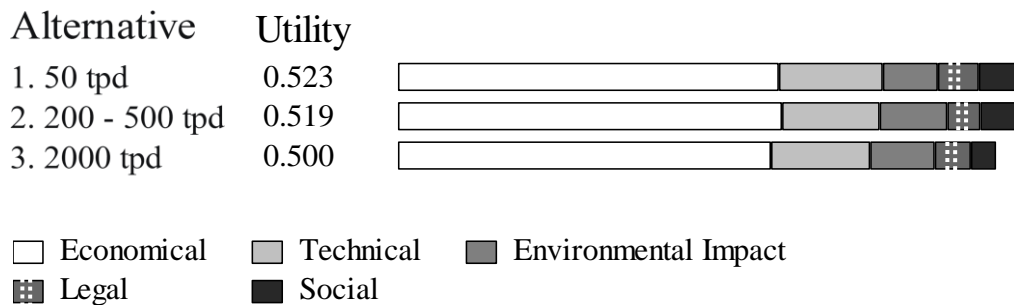 Alternative Utility
1. 50 tpd 0.523
2. 200 - 500 tpd 0.519
3. 2000 tpd 0.500
Economical Technical Environmental Impact
Legal Social